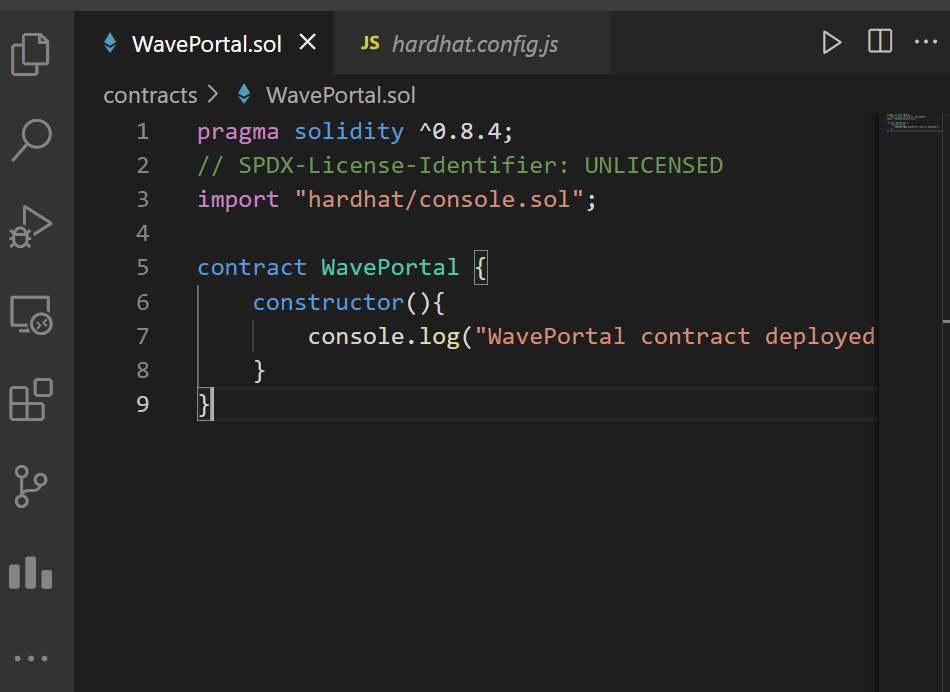 WavePortal.sol
JS hardhat.config.js
contracts > WavePortal.sol
1 pragma solidity ^0.8.4;
2 // SPDX-License-Identifier: UNLICENSED
3 import "hardhat/console.sol";
4
5 contract WavePortal {
6 constructor(){
7 console.log("WavePortal contract deployed
8 }
9 }